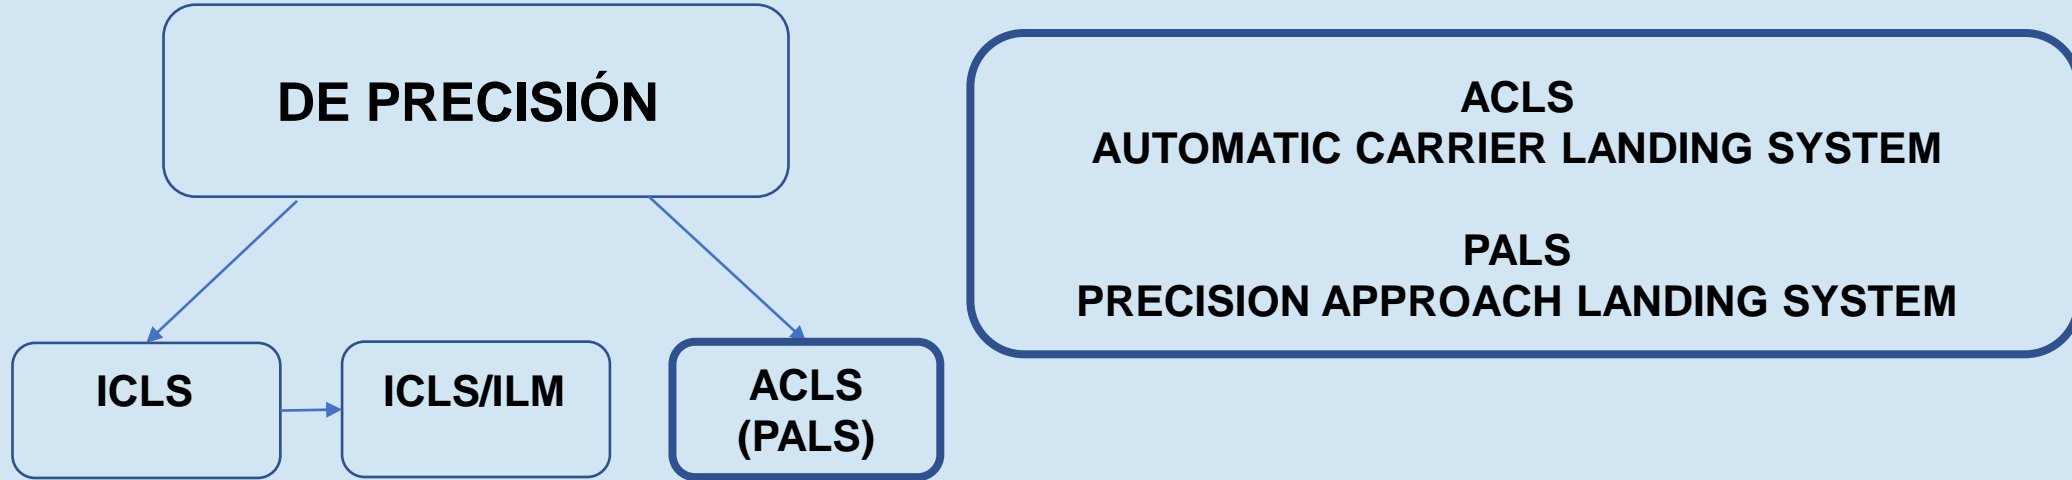 DE PRECISIÓN
ICLS
ICLS/ILM
ACLS
(PALS)
ACLS
AUTOMATIC CARRIER LANDING SYSTEM
PALS
PRECISION APPROACH LANDING SYSTEM